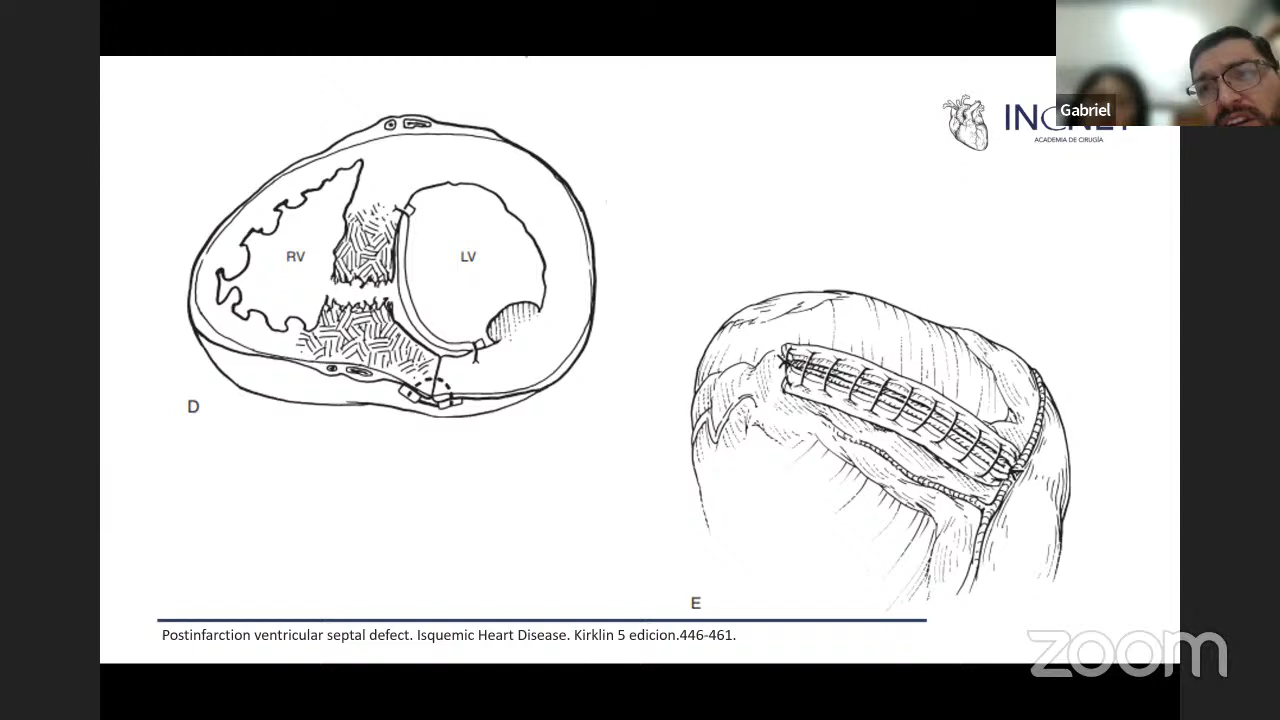 Gabriel
ACADEMIA DE CIRUGÍA
RV
LV
D
E
Postinfarction ventricular septal defect. Isquemic Heart Disease. Kirklin 5 edicion.446-461.
zoom